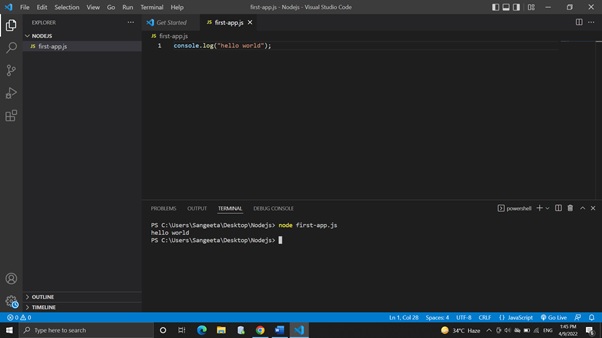 File Edit Selection View Go Run Terminal Help
first-app.js - Nodejs - Visual Studio Code
EXPLORER
Get Started
JS first-app.js
NODEJS
JS first-app.js
JS first-app.js
1 console.log("hello world");
PROBLEMS OUTPUT TERMINAL DEBUG CONSOLE
powershell
PS C:\Users\Sangeeta\Desktop\Nodejs> node first-app.js
hello world
PS C:\Users\Sangeeta\Desktop\Nodejs>
OUTLINE
TIMELINE
0 0
Ln 1, Col 28 Spaces: 4 UTF-8 CRLF {} JavaScript Go Live
Type here to search
34°C Haze
ENG
1:45 PM
4/9/2022